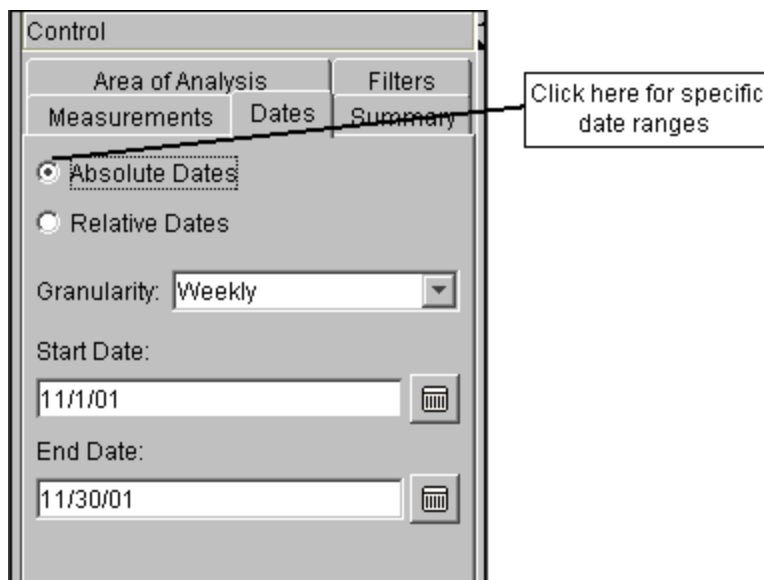 Control
Area of Analysis Filters
Measurements Dates Summary
Click here for specific
date ranges
Absolute Dates
Relative Dates
Granularity: Weekly
Start Date:
11/1/01
End Date:
11/30/01